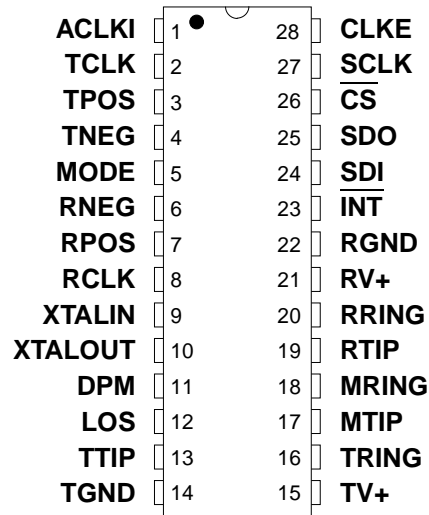 ACLKI 1 28 CLKE
TCLK 2 27 SCLK
TPOS 3 26 CS
TNEG 4 25 SDO
MODE 5 24 SDI
RNEG 6 23 INT
RPOS 7 22 RGND
RCLK 8 21 RV+
XTALIN 9 20 RRING
XTALOUT 10 19 RTIP
DPM 11 18 MRING
LOS 12 17 MTIP
TTIP 13 16 TRING
TGND 14 15 TV+